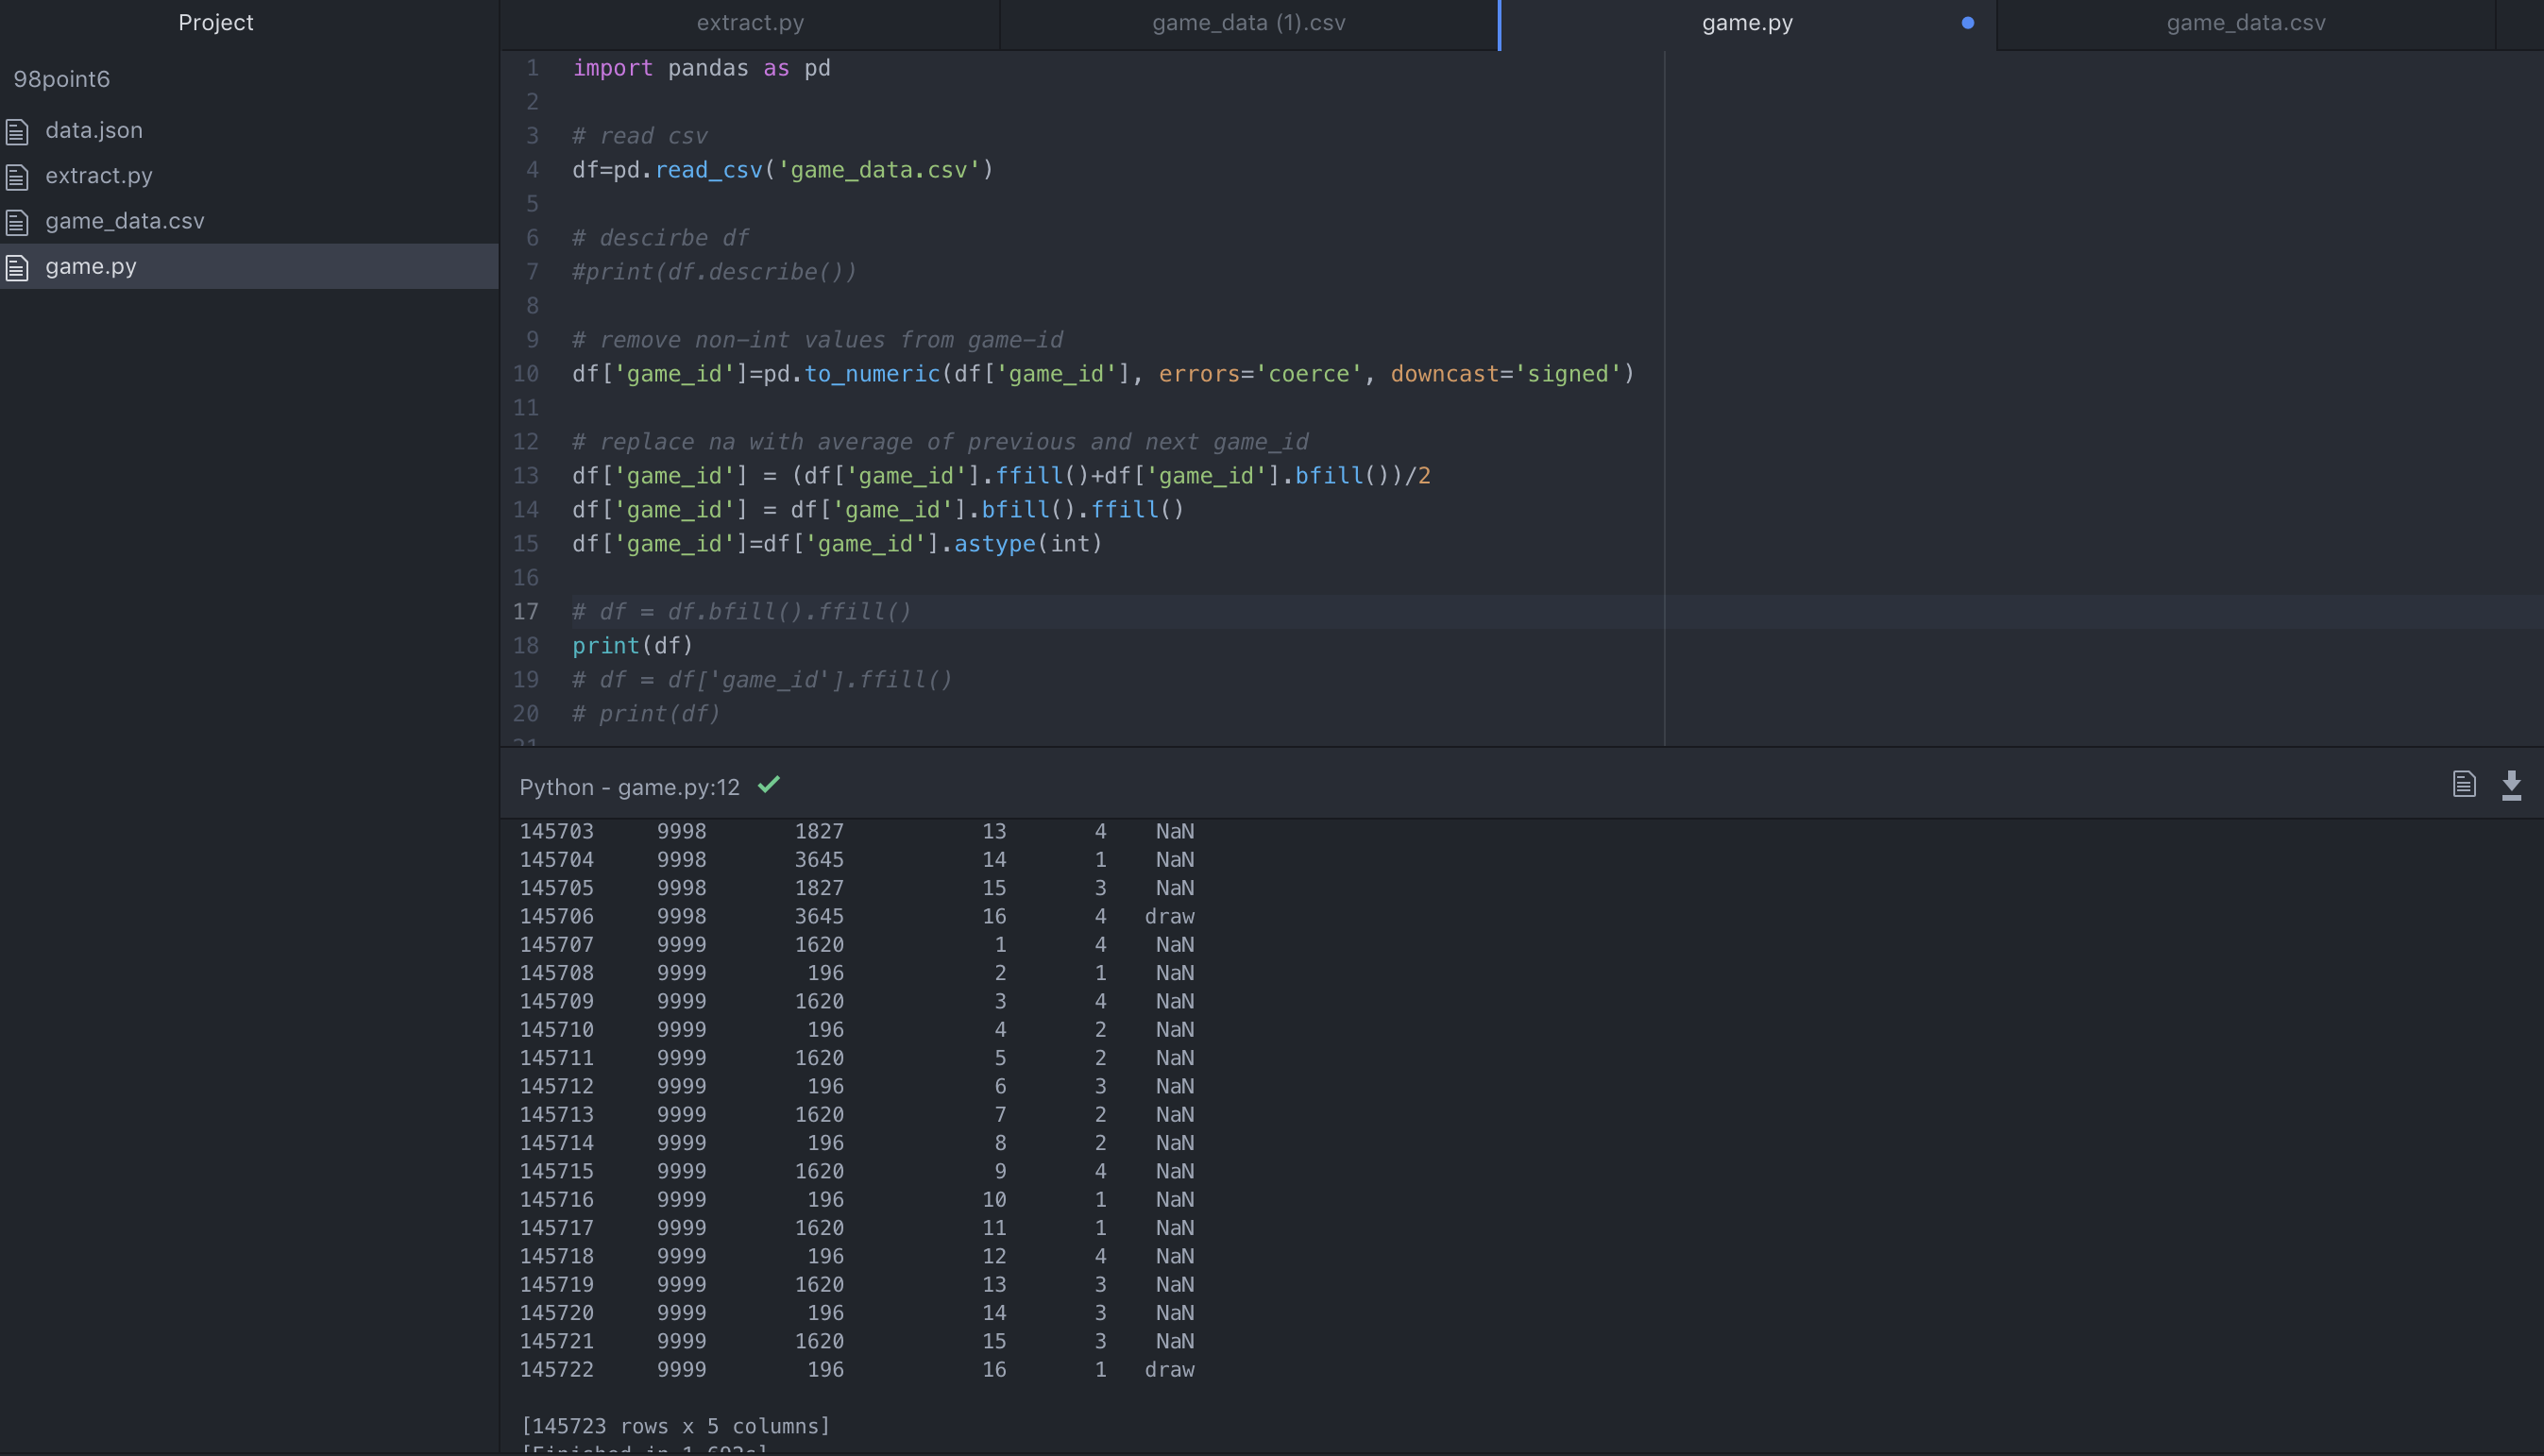 Project
extract.py
game_data (1).csv
game.py
game_data.csv
98point6
data.json
extract.py
game_data.csv
game.py
1 import pandas as pd
2
3 # read csv
4 df=pd.read_csv('game_data.csv')
5
6 # descirbe df
7 #print(df.describe())
8
9 # remove non-int values from game-id
10 df['game_id']=pd.to_numeric(df['game_id'], errors='coerce', downcast='signed')
11
12 # replace na with average of previous and next game_id
13 df['game_id'] = (df['game_id'].ffill()+df['game_id'].bfill())/2
14 df['game_id'] = df['game_id'].bfill().ffill()
15 df['game_id']=df['game_id'].astype(int)
16
17 # df = df.bfill().ffill()
18 print(df)
19 # df = df['game_id'].ffill()
20 # print(df)
21
Python - game.py:12
145703 9998 1827 13 4 NaN
145704 9998 3645 14 1 NaN
145705 9998 1827 15 3 NaN
145706 9998 3645 16 4 draw
145707 9999 1620 1 4 NaN
145708 9999 196 2 1 NaN
145709 9999 1620 3 4 NaN
145710 9999 196 4 2 NaN
145711 9999 1620 5 2 NaN
145712 9999 196 6 3 NaN
145713 9999 1620 7 2 NaN
145714 9999 196 8 2 NaN
145715 9999 1620 9 4 NaN
145716 9999 196 10 1 NaN
145717 9999 1620 11 1 NaN
145718 9999 196 12 4 NaN
145719 9999 1620 13 3 NaN
145720 9999 196 14 3 NaN
145721 9999 1620 15 3 NaN
145722 9999 196 16 1 draw
[145723 rows x 5 columns]
[Finished in